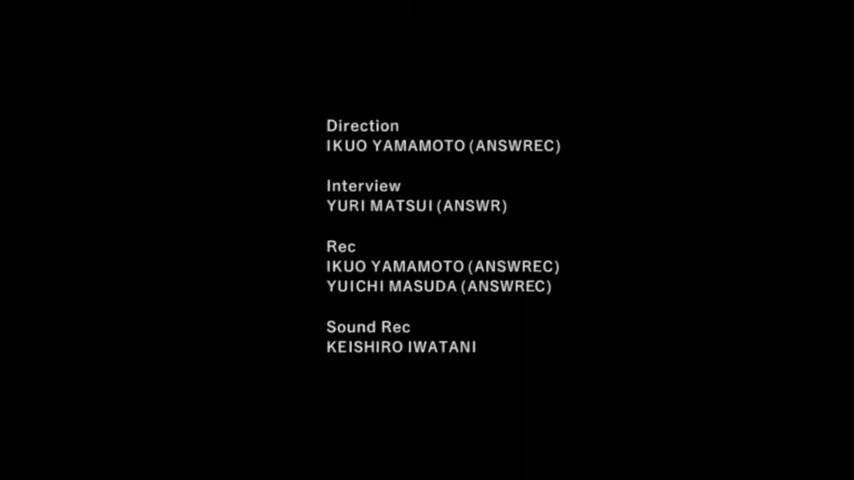 Direction
IKUO YAMAMOTO (ANSWREC)
Interview
YURI MATSUI (ANSWR)
Rec
IKUO YAMAMOTO (ANSWREC)
YUICHI MASUDA (ANSWREC)
Sound Rec
KEISHIRO IWATANI